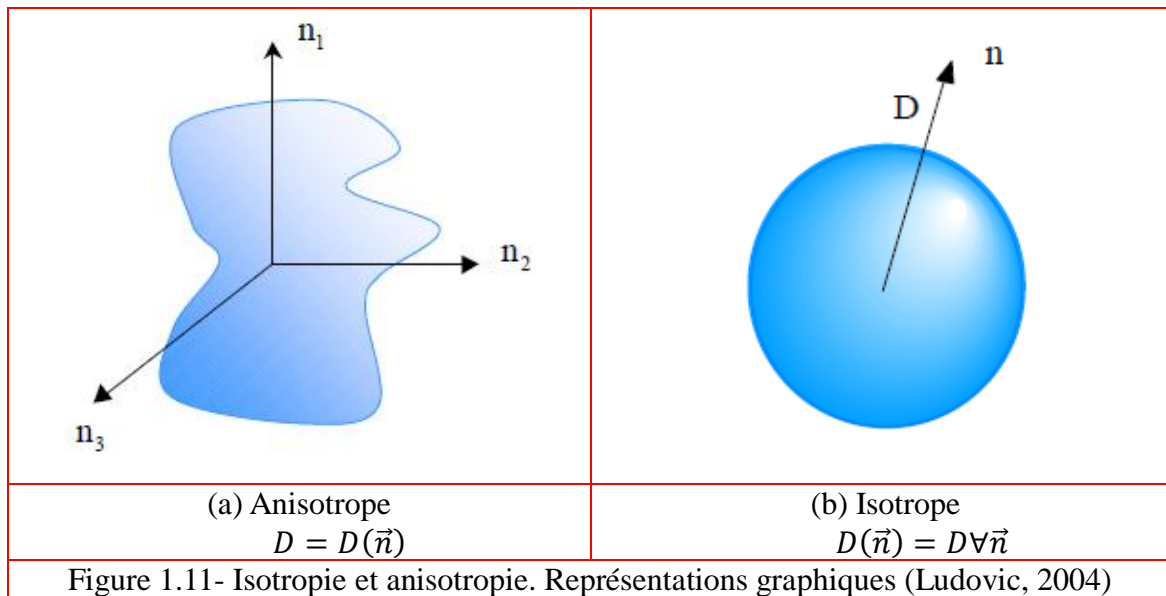 n₁
n₂
n₃
n
D
(a) Anisotrope
D = D(n⃗)
(b) Isotrope
D(n⃗) = D∀n⃗
Figure 1.11- Isotropie et anisotropie. Représentations graphiques (Ludovic, 2004)